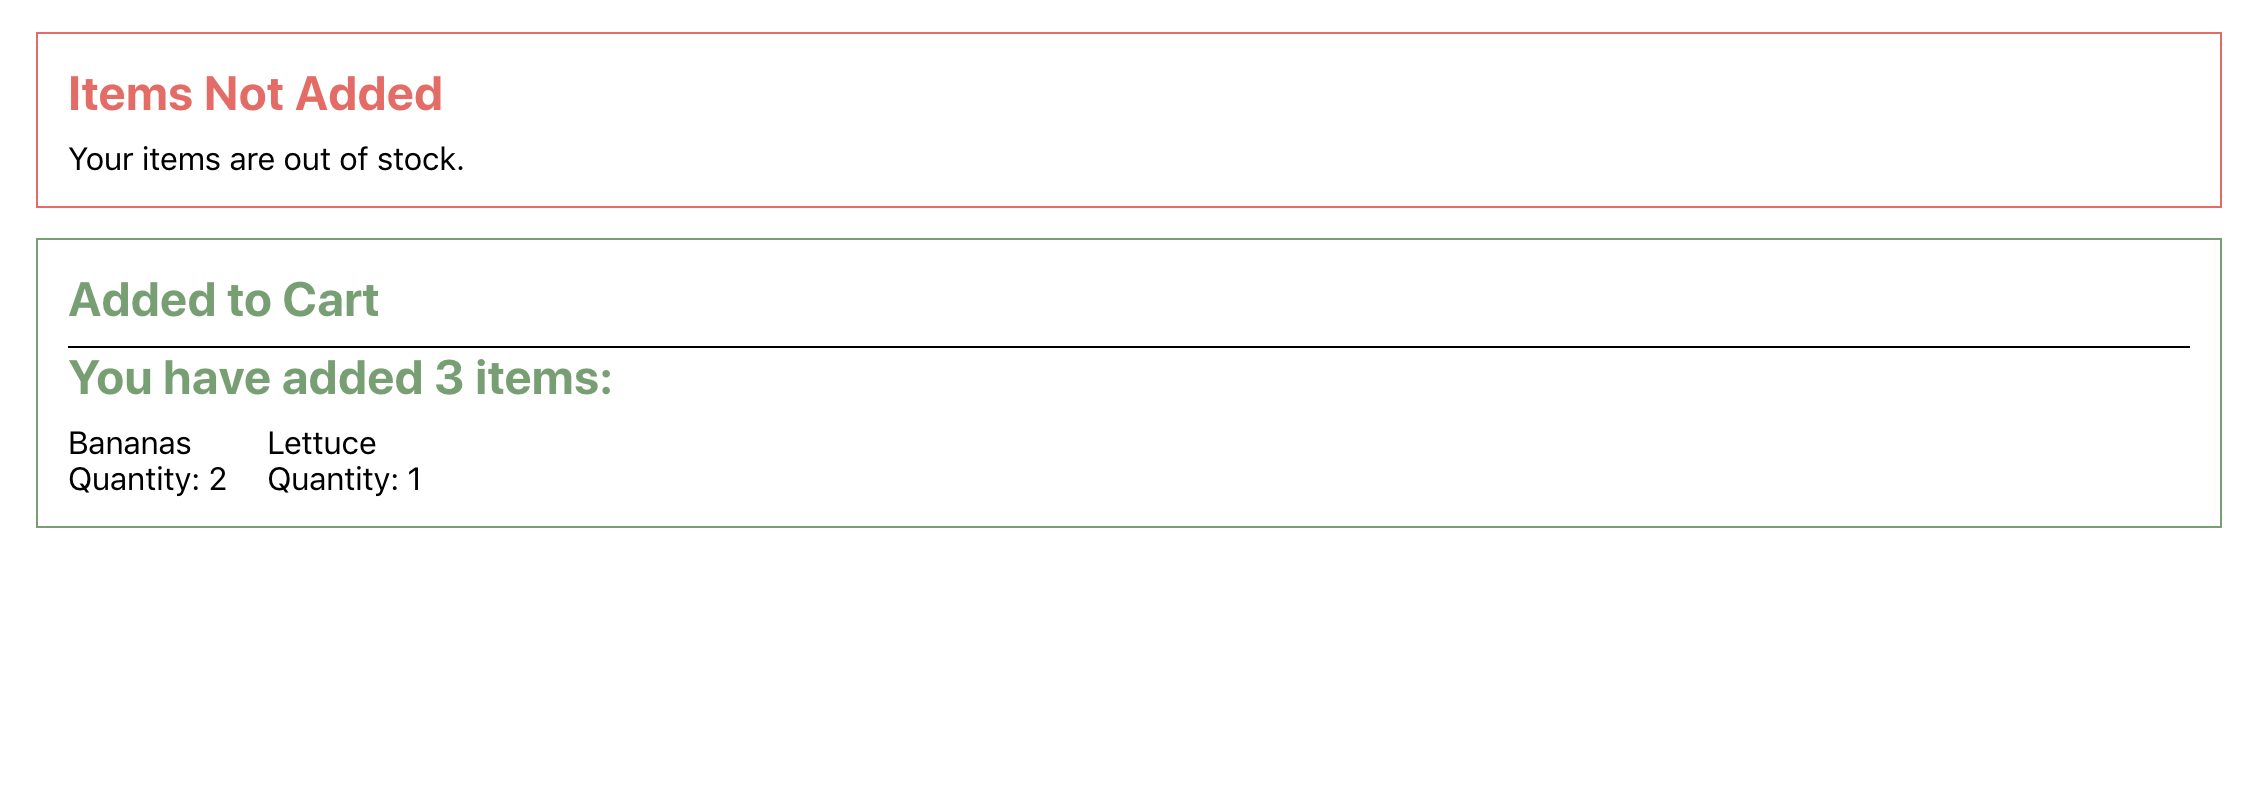 Items Not Added
Your items are out of stock.
Added to Cart
You have added 3 items:
Bananas
Quantity: 2
Lettuce
Quantity: 1